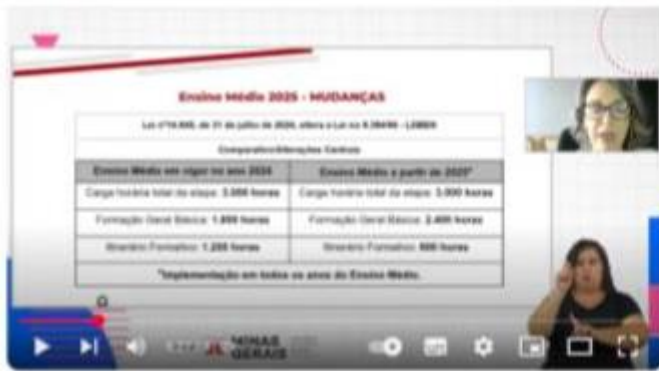 Ensino Médio 2025 - MUDANÇAS
Lei nº 14.945, de 31 de julho de 2024, altera a Lei no 9.394/96 - LDBEN
Comparativo/Alterações Centrais
Ensino Médio em vigor no ano 2024
Ensino Médio a partir de 2025*
Carga horária total da etapa: 3.000 horas
Carga horária total da etapa: 3.000 horas
Formação Geral Básica: 1.800 horas
Formação Geral Básica: 2.400 horas
Itinerário Formativo: 1.200 horas
Itinerário Formativo: 600 horas
*Implementação em todos os anos do Ensino Médio.
MINAS
GERAIS